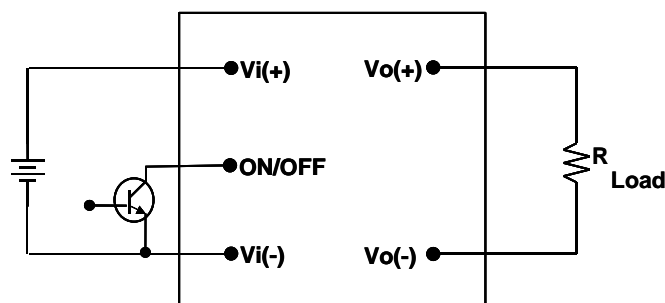 Vi(+)
Vo(+)
ON/OFF
R
Load
Vi(-)
Vo(-)